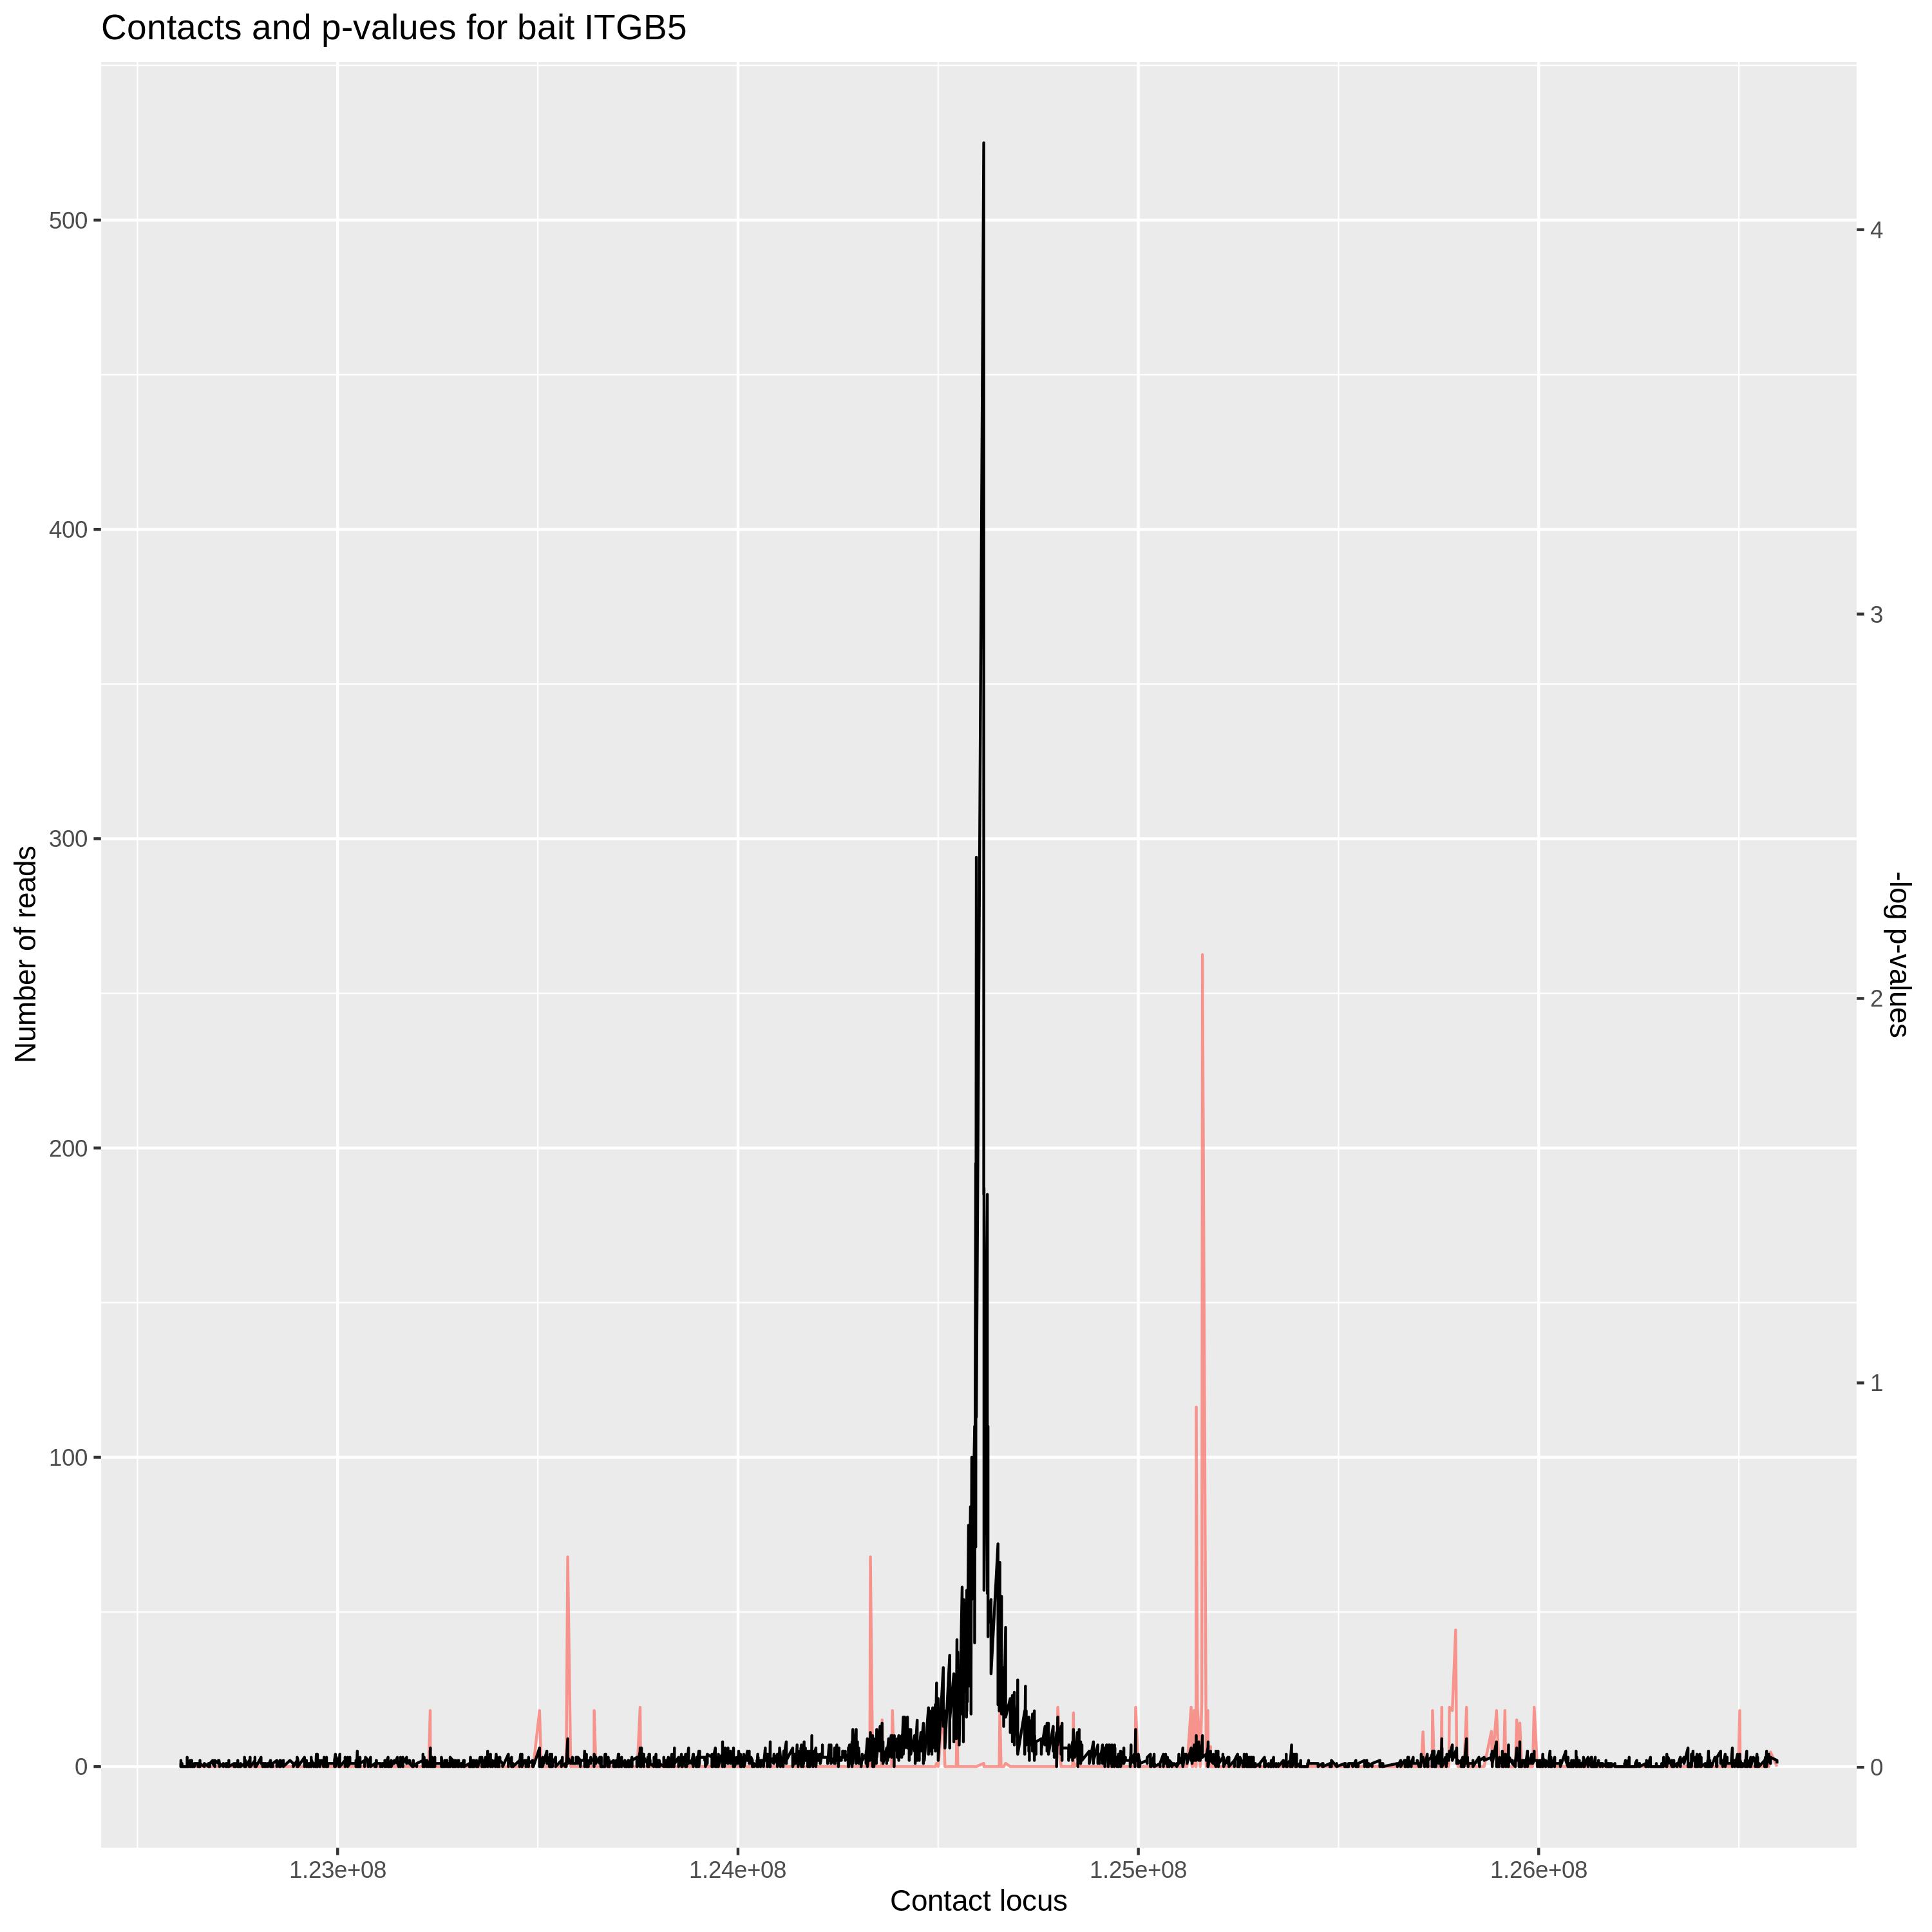 Contacts and p-values for bait ITGB5
Number of reads
500
400
300
200
100
0
4
3
2
1
0
-log p-values
1.23e+08 1.24e+08 1.25e+08 1.26e+08
Contact locus